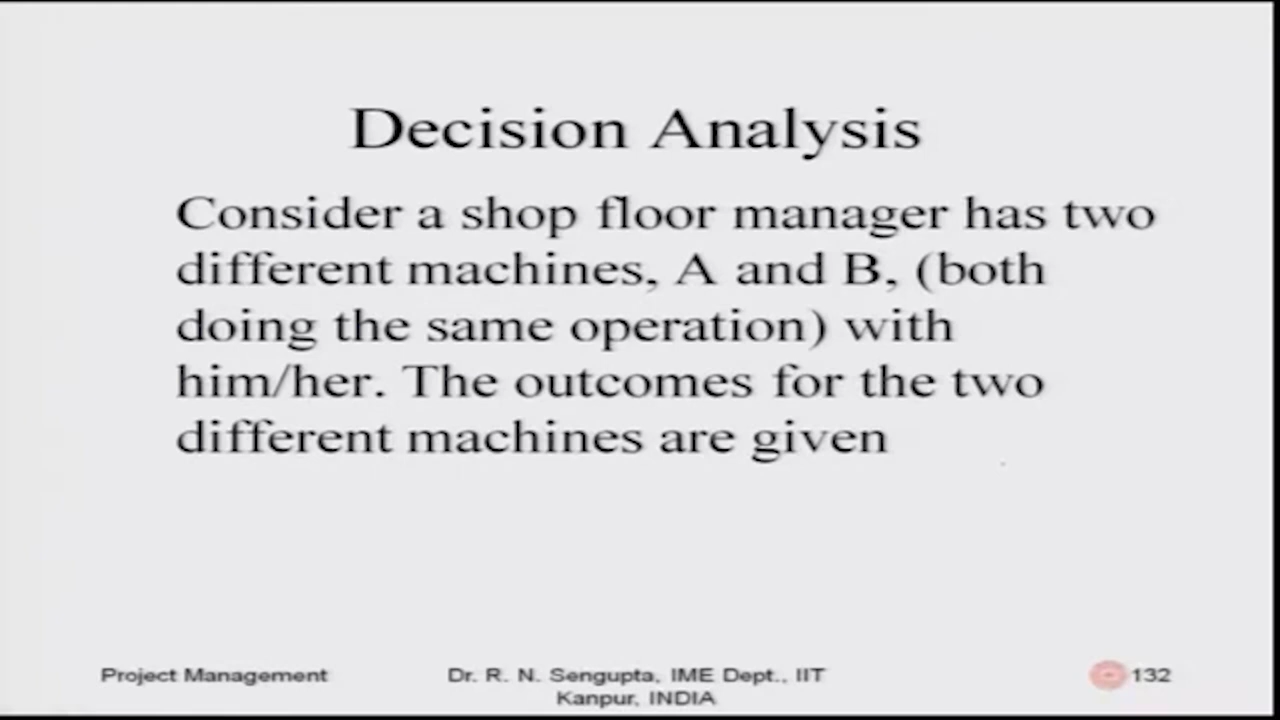 Decision Analysis
Consider a shop floor manager has two
different machines, A and B, (both
doing the same operation) with
him/her. The outcomes for the two
different machines are given
Project Management
Dr. R. N. Sengupta, IME Dept., IIT
Kanpur, INDIA
132